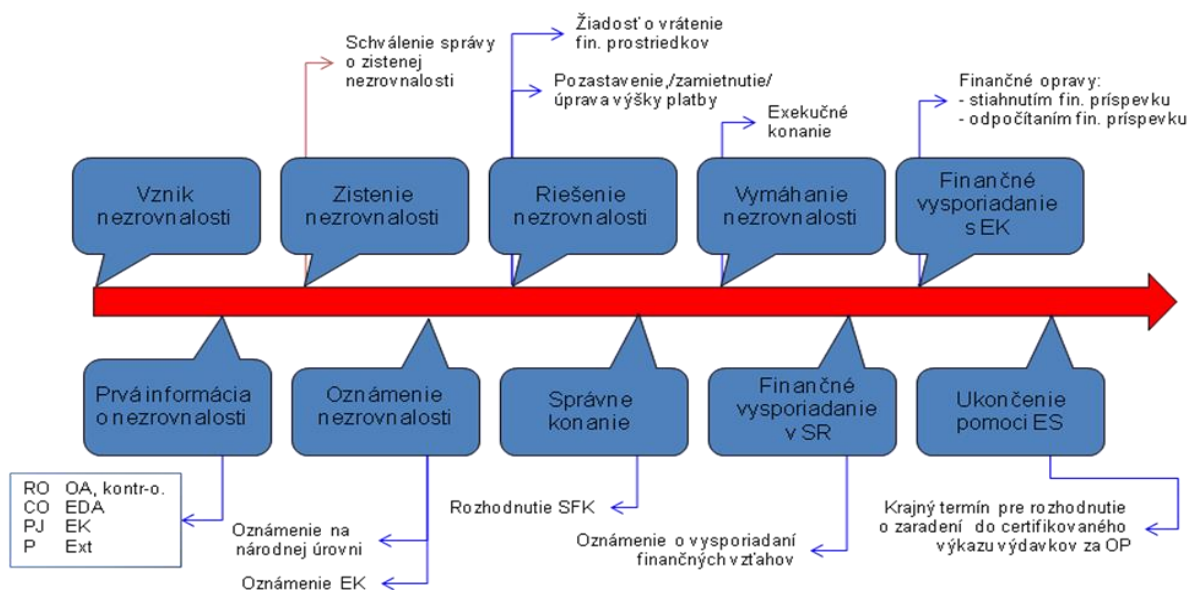 Schválenie správy
o zistenej
nezrovnalosti
Žiadosť o vrátenie
fin. prostriedkov
Pozastavenie,/zamietnutie/
úprava výšky platby
Exekučné
konanie
Finančné opravy:
- stiahnutím fin. príspevku
- odpočítaním fin. príspevku
Vznik
nezrovnalosti
Zistenie
nezrovnalosti
Riešenie
nezrovnalosti
Vymáhanie
nezrovnalosti
Finančné
vysporiadanie
s EK
Prvá informácia
o nezrovnalosti
Oznámenie
nezrovnalosti
Správne
konanie
Finančné
vysporiadanie
v SR
Ukončenie
pomoci ES
RO OA, kontr-o.
CO EDA
PJ EK
P Ext
Oznámenie na
národnej úrovni
Oznámenie EK
Rozhodnutie SFK
Oznámenie o vysporiadaní
finančných vzťahov
Krajný termín pre rozhodnutie
o zaradení do certifikovaného
výkazu výdavkov za OP